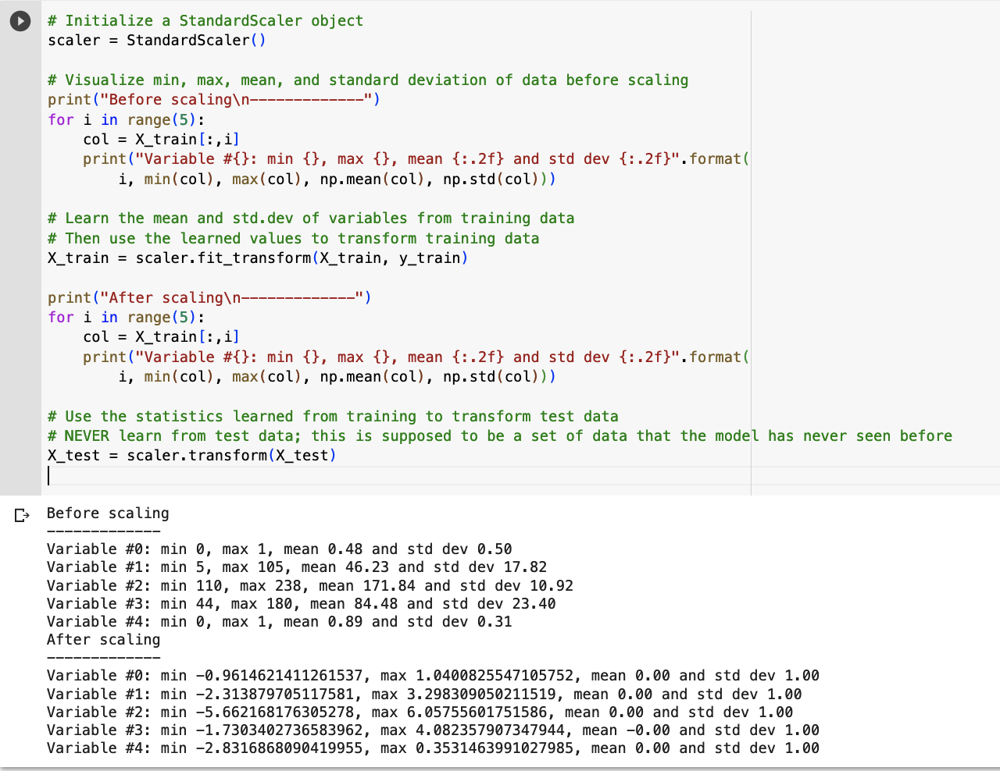 # Initialize a StandardScaler object
scaler = StandardScaler()

# Visualize min, max, mean, and standard deviation of data before scaling
print("Before scaling\n-------------")
for i in range(5):
    col = X_train[:,i]
    print("Variable #{}: min {}, max {}, mean {:.2f} and std dev {:.2f}".format(
        i, min(col), max(col), np.mean(col), np.std(col)))

# Learn the mean and std.dev of variables from training data
# Then use the learned values to transform training data
X_train = scaler.fit_transform(X_train, y_train)

print("After scaling\n-------------")
for i in range(5):
    col = X_train[:,i]
    print("Variable #{}: min {}, max {}, mean {:.2f} and std dev {:.2f}".format(
        i, min(col), max(col), np.mean(col), np.std(col)))

# Use the statistics learned from training to transform test data
# NEVER learn from test data; this is supposed to be a set of data that the model has never seen before
X_test = scaler.transform(X_test)

Before scaling
-------------
Variable #0: min 0, max 1, mean 0.48 and std dev 0.50
Variable #1: min 5, max 105, mean 46.23 and std dev 17.82
Variable #2: min 110, max 238, mean 171.84 and std dev 10.92
Variable #3: min 44, max 180, mean 84.48 and std dev 23.40
Variable #4: min 0, max 1, mean 0.89 and std dev 0.31
After scaling
-------------
Variable #0: min -0.9614621411261537, max 1.0400825547105752, mean 0.00 and std dev 1.00
Variable #1: min -2.313879705117581, max 3.298309050211519, mean 0.00 and std dev 1.00
Variable #2: min -5.662168176305278, max 6.05755601751586, mean 0.00 and std dev 1.00
Variable #3: min -1.7303402736583962, max 4.082357907347944, mean -0.00 and std dev 1.00
Variable #4: min -2.8316868090419955, max 0.3531463991027985, mean 0.00 and std dev 1.00